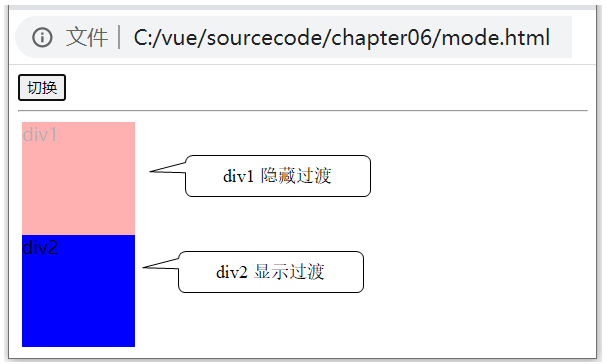 文件 | C:/vue/sourcecode/chapter06/mode.html
切换
div1
div1 隐藏过渡
div2
div2 显示过渡